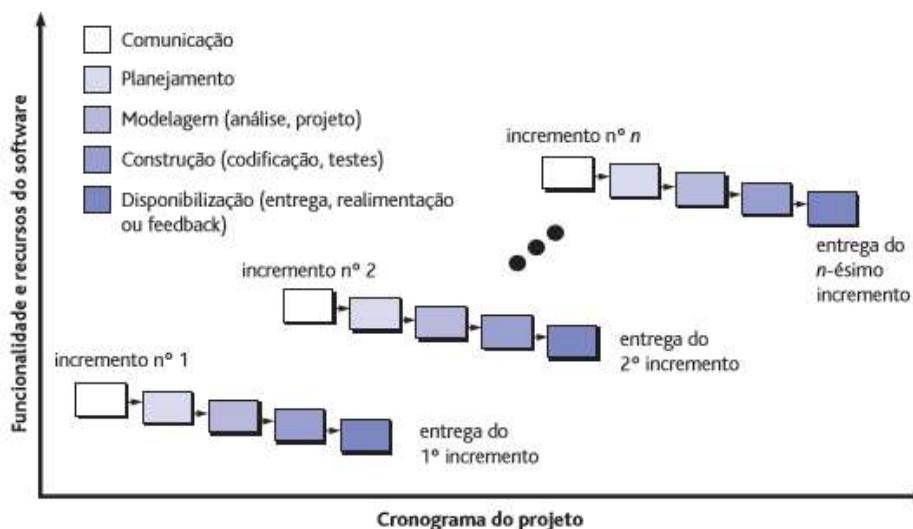 Comunicação
Planejamento
Modelagem (análise, projeto)
Construção (codificação, testes)
Disponibilização (entrega, realimentação
ou feedback)
incremento nº n
entrega do
n-ésimo
incremento
incremento nº 2
entrega do
2º incremento
incremento nº 1
entrega do
1º incremento
Funcionalidade e recursos do software
Cronograma do projeto